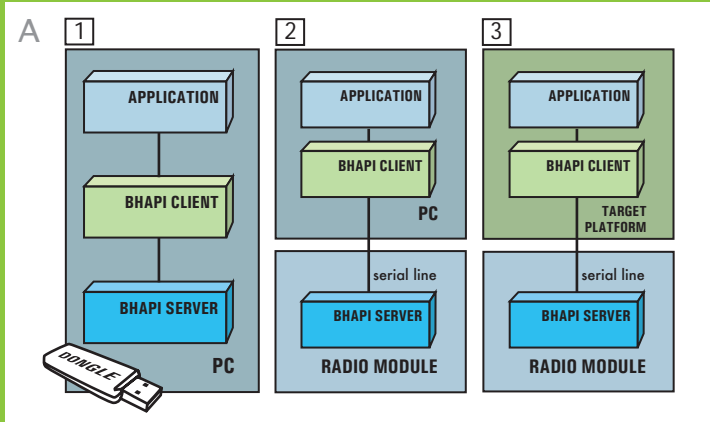 A
1
APPLICATION
BHAPI CLIENT
BHAPI SERVER
DONGLE
PC
2
APPLICATION
BHAPI CLIENT
PC
serial line
BHAPI SERVER
RADIO MODULE
3
APPLICATION
BHAPI CLIENT
TARGET
PLATFORM
serial line
BHAPI SERVER
RADIO MODULE